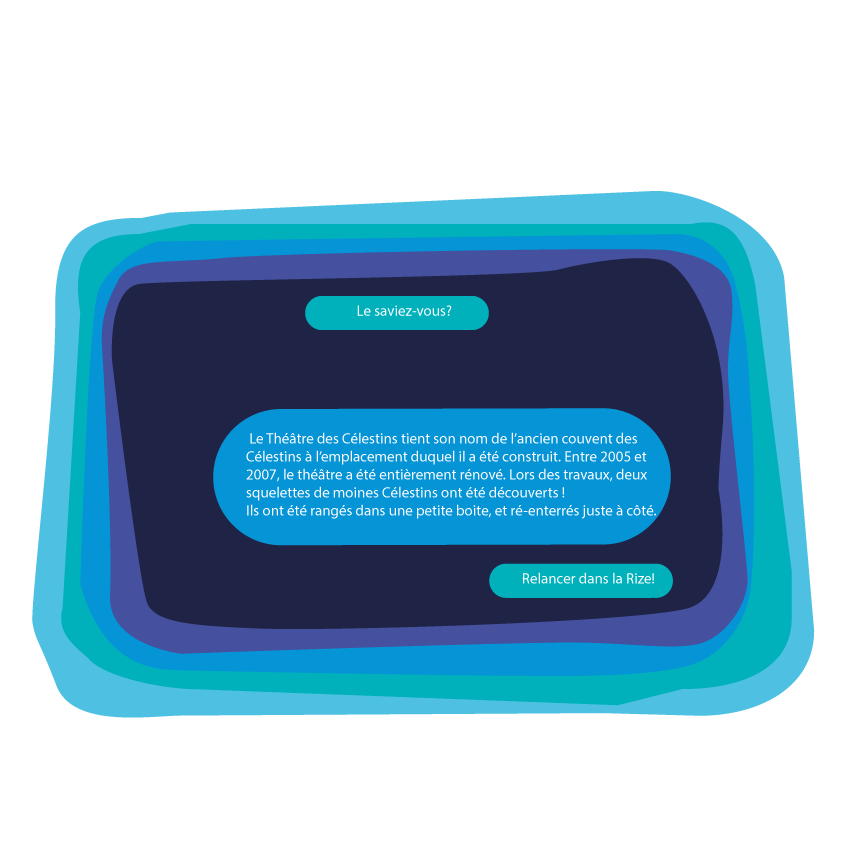 Le saviez-vous?
Le Théâtre des Célestins tient son nom de l’ancien couvent des
Célestins à l’emplacement duquel il a été construit. Entre 2005 et
2007, le théâtre a été entièrement rénové. Lors des travaux, deux
squelettes de moines Célestins ont été découverts !
Ils ont été rangés dans une petite boite, et ré-enterrés juste à côté.
Relancer dans la Rize!